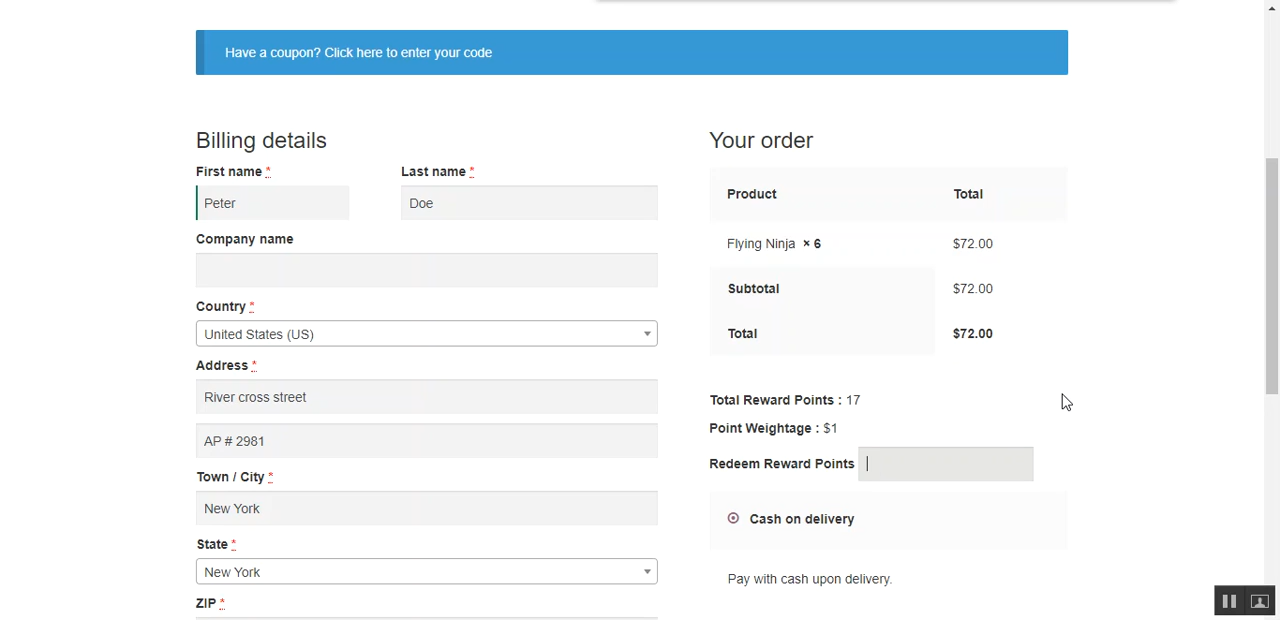 Have a coupon? Click here to enter your code
Billing details
First name *
Last name *
Peter
Doe
Company name
Country *
United States (US)
Address *
River cross street
AP # 2981
Town / City *
New York
State *
New York
ZIP *
Your order
Product Total
Flying Ninja × 6 $72.00
Subtotal $72.00
Total $72.00
Total Reward Points : 17
Point Weightage : $1
Redeem Reward Points
Cash on delivery
Pay with cash upon delivery.